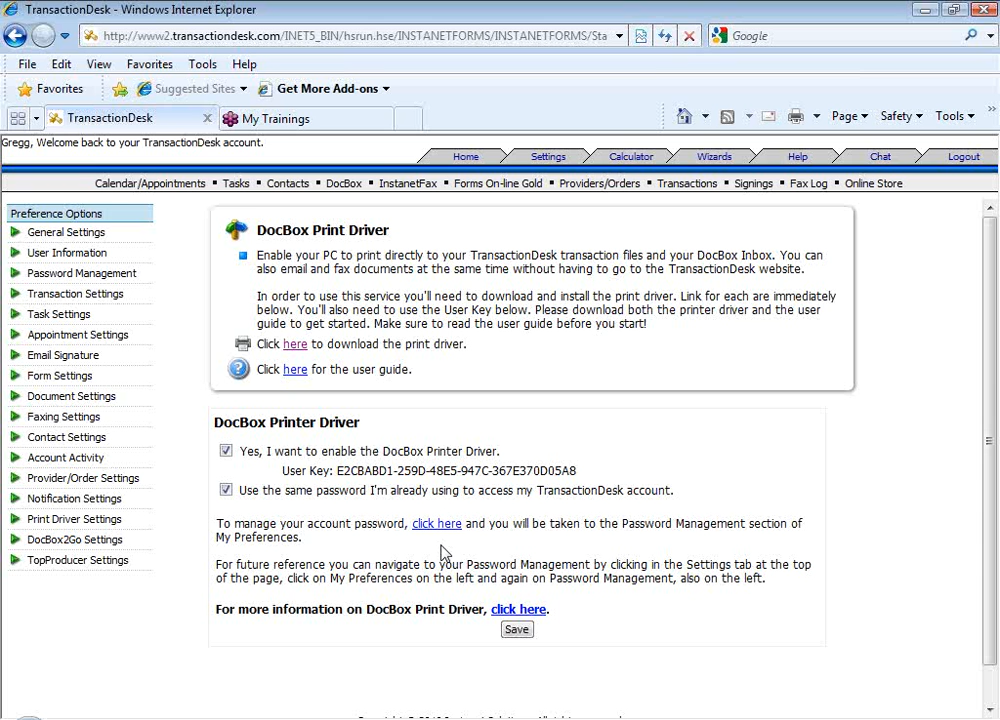 TransactionDesk - Windows Internet Explorer
http://www2.transactiondesk.com/INET5_BIN/hsrun.hse/INSTANETFORMS/INSTANETFORMS/Sta
Google
File Edit View Favorites Tools Help
Favorites Suggested Sites Get More Add-ons
TransactionDesk My Trainings Page Safety Tools
Gregg, Welcome back to your TransactionDesk account.
Home Settings Calculator Wizards Help Chat Logout
Calendar/Appointments ▪ Tasks ▪ Contacts ▪ DocBox ▪ InstanetFax ▪ Forms On-line Gold ▪ Providers/Orders ▪ Transactions ▪ Signings ▪ Fax Log ▪ Online Store
Preference Options
General Settings
User Information
Password Management
Transaction Settings
Task Settings
Appointment Settings
Email Signature
Form Settings
Document Settings
Faxing Settings
Contact Settings
Account Activity
Provider/Order Settings
Notification Settings
Print Driver Settings
DocBox2Go Settings
TopProducer Settings
DocBox Print Driver
Enable your PC to print directly to your TransactionDesk transaction files and your DocBox Inbox. You can
also email and fax documents at the same time without having to go to the TransactionDesk website.
In order to use this service you'll need to download and install the print driver. Link for each are immediately
below. You'll also need to use the User Key below. Please download both the printer driver and the user
guide to get started. Make sure to read the user guide before you start!
Click here to download the print driver.
Click here for the user guide.
DocBox Printer Driver
Yes, I want to enable the DocBox Printer Driver.
User Key: E2CBABD1-259D-48E5-947C-367E370D05A8
Use the same password I'm already using to access my TransactionDesk account.
To manage your account password, click here and you will be taken to the Password Management section of
My Preferences.
For future reference you can navigate to your Password Management by clicking in the Settings tab at the top
of the page, click on My Preferences on the left and again on Password Management, also on the left.
For more information on DocBox Print Driver, click here.
Save